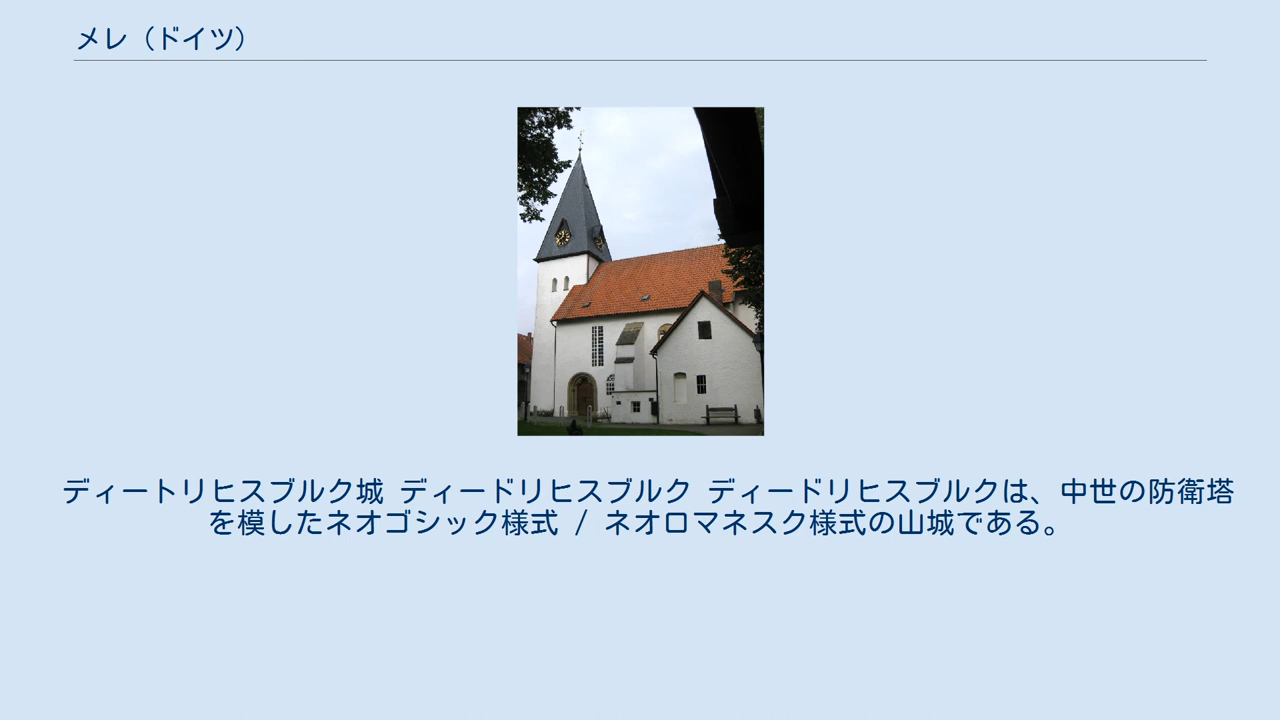 メレ（ドイツ）
ディートリヒスブルク城 ディードリヒスブルク ディードリヒスブルクは、中世の防衛塔
を模したネオゴシック様式 / ネオロマネスク様式の山城である。